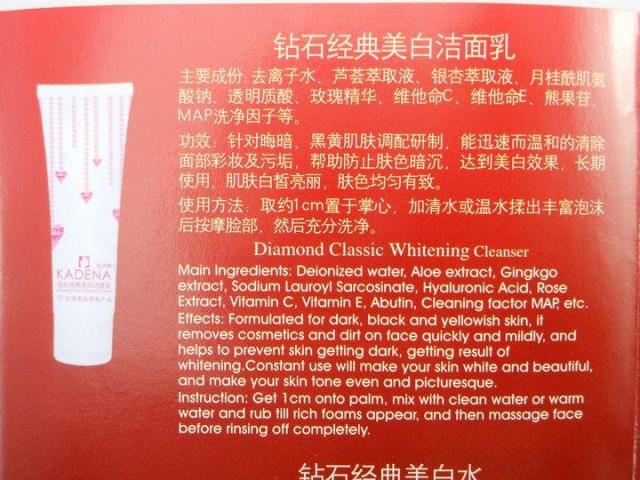 钻石经典美白洁面乳
主要成份：去离子水、芦荟萃取液、银杏萃取液、月桂酰肌氨
酸钠、透明质酸、玫瑰精华、维他命C、维他命E、熊果苷、
MAP洗净因子等。
功效：针对晦暗、黑黄肌肤调配研制，能迅速而温和的清除
面部彩妆及污垢，帮助防止肤色暗沉，达到美白效果，长期
使用，肌肤白皙亮丽，肤色均匀有致。
使用方法：取约1cm置于掌心，加清水或温水揉出丰富泡沫
后按摩脸部，然后充分洗净。
Diamond Classic Whitening Cleanser
Main Ingredients: Deionized water, Aloe extract, Gingkgo
extract, Sodium Lauroyl Sarcosinate, Hyaluronic Acid, Rose
Extract, Vitamin C, Vitamin E, Abutin, Cleaning factor MAP, etc.
Effects: Formulated for dark, black and yellowish skin, it
removes cosmetics and dirt on face quickly and mildly, and
helps to prevent skin getting dark, getting result of
whitening.Constant use will make your skin white and beautiful,
and make your skin tone even and picturesque.
Instruction: Get 1cm onto palm, mix with clean water or warm
water and rub till rich foams appear, and then massage face
before rinsing off completely.
KADENA
钻石经典美白洁面乳
钻石经典美白水